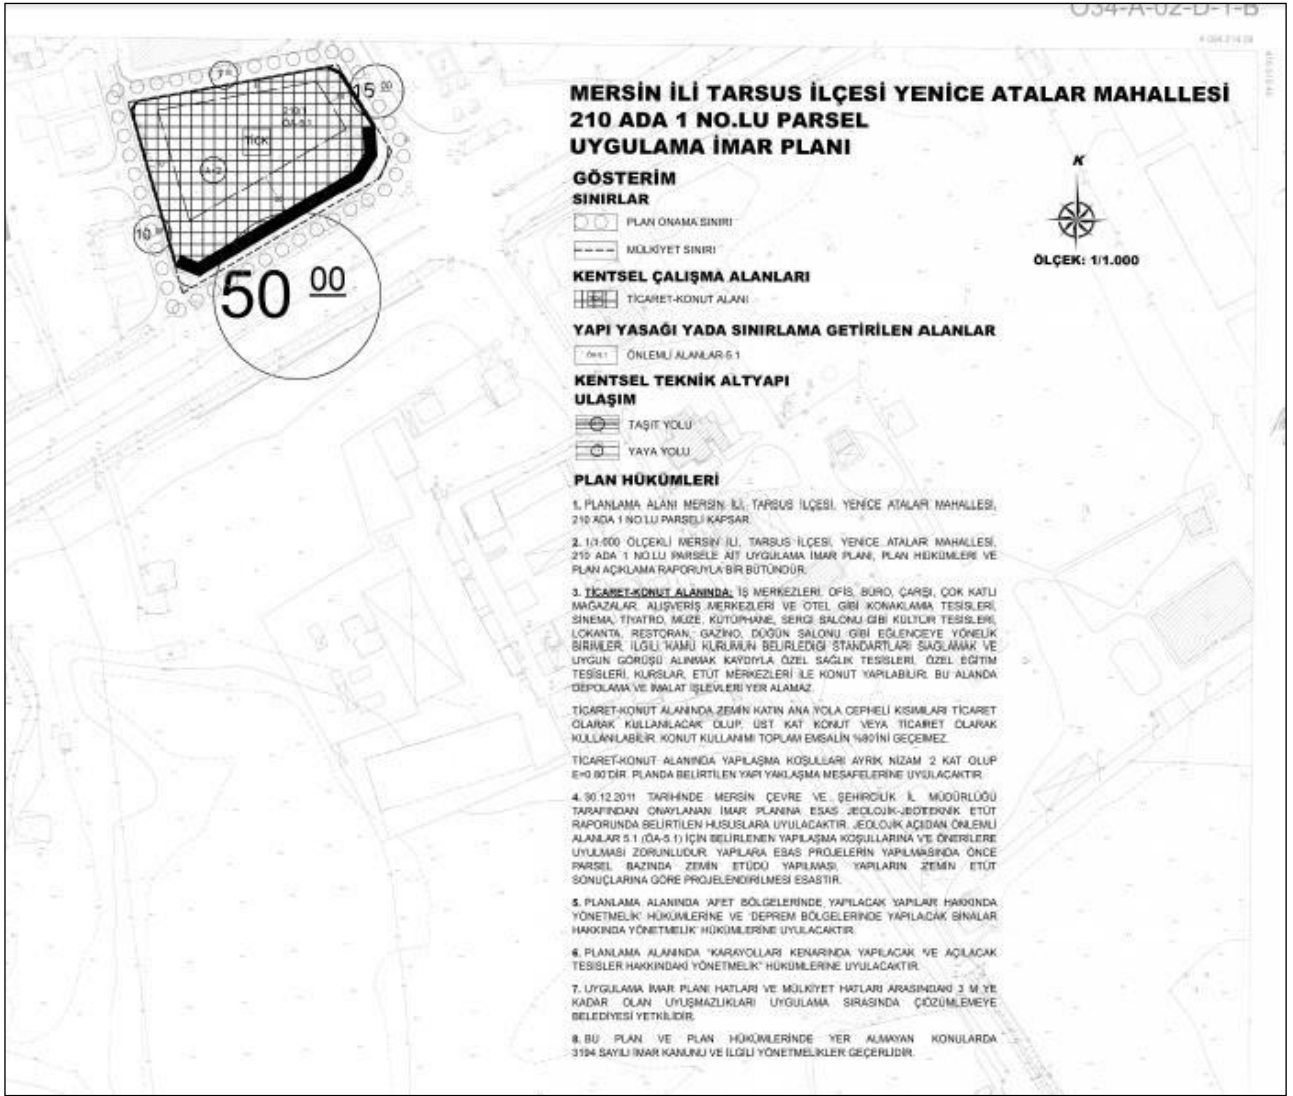 O34-A-02-D-1-B
MERSİN İLİ TARSUS İLÇESİ YENİCE ATALAR MAHALLESİ
210 ADA 1 NO.LU PARSEL
UYGULAMA İMAR PLANI
GÖSTERİM
SINIRLAR
PLAN ONAMA SINIRI
MÜLKİYET SINIRI
KENTSEL ÇALIŞMA ALANLARI
TİCARET-KONUT ALANI
YAPI YASAĞI YADA SINIRLAMA GETİRİLEN ALANLAR
ÖA-5.1 ÖNLEMLİ ALANLAR-5.1
KENTSEL TEKNİK ALTYAPI
ULAŞIM
TAŞIT YOLU
YAYA YOLU
K
ÖLÇEK: 1/1.000
7
15 00
TİCK
10
50 00
PLAN HÜKÜMLERİ
1. PLANLAMA ALANI MERSİN İLİ, TARSUS İLÇESİ, YENİCE ATALAR MAHALLESİ,
210 ADA 1 NO.LU PARSELİ KAPSAR.
2. 1/1.000 ÖLÇEKLİ MERSİN İLİ, TARSUS İLÇESİ, YENİCE ATALAR MAHALLESİ,
210 ADA 1 NO.LU PARSELE AİT UYGULAMA İMAR PLANI, PLAN HÜKÜMLERİ VE
PLAN AÇIKLAMA RAPORUYLA BİR BÜTÜNDÜR.
3. TİCARET-KONUT ALANINDA; İŞ MERKEZLERİ, OFİS, BÜRO, ÇARŞI, ÇOK KATLI
MAĞAZALAR, ALIŞVERİŞ MERKEZLERİ VE OTEL GİBİ KONAKLAMA TESİSLERİ,
SİNEMA, TİYATRO, MÜZE, KÜTÜPHANE, SERGİ SALONU GİBİ KÜLTÜR TESİSLERİ,
LOKANTA, RESTORAN, GAZİNO, DÜĞÜN SALONU GİBİ EĞLENCEYE YÖNELİK
BİRİMLER, İLGİLİ KAMU KURUMUN BELİRLEDİĞİ STANDARTLARI SAĞLAMAK VE
UYGUN GÖRÜŞÜ ALINMAK KAYDIYLA ÖZEL SAĞLIK TESİSLERİ, ÖZEL EĞİTİM
TESİSLERİ, KURSLAR, ETÜT MERKEZLERİ İLE KONUT YAPILABİLİR. BU ALANDA
DEPOLAMA VE İMALAT İŞLEVLERİ YER ALAMAZ.
TİCARET-KONUT ALANINDA ZEMİN KATIN ANA YOLA CEPHELİ KISIMLARI TİCARET
OLARAK KULLANILACAK OLUP, ÜST KAT KONUT VEYA TİCARET OLARAK
KULLANILABİLİR. KONUT KULLANIMI TOPLAM EMSALİN %80'İNİ GEÇEMEZ.
TİCARET-KONUT ALANINDA YAPILAŞMA KOŞULLARI AYRIK NİZAM 2 KAT OLUP
E=0.80'DİR. PLANDA BELİRTİLEN YAPI YAKLAŞMA MESAFELERİNE UYULACAKTIR.
4. 30.12.2011 TARİHİNDE MERSİN ÇEVRE VE ŞEHİRCİLİK İL MÜDÜRLÜĞÜ
TARAFINDAN ONAYLANAN İMAR PLANINA ESAS JEOLOJİK-JEOTEKNİK ETÜT
RAPORUNDA BELİRTİLEN HUSUSLARA UYULACAKTIR. JEOLOJİK AÇIDAN ÖNLEMLİ
ALANLAR 5.1 (ÖA-5.1) İÇİN BELİRLENEN YAPILAŞMA KOŞULLARINA VE ÖNERİLERE
UYULMASI ZORUNLUDUR. YAPILARA ESAS PROJELERİN YAPILMASINDA ÖNCE
PARSEL BAZINDA ZEMİN ETÜDÜ YAPILMASI, YAPILARIN ZEMİN ETÜT
SONUÇLARINA GÖRE PROJELENDİRİLMESİ ESASTIR.
5. PLANLAMA ALANINDA 'AFET BÖLGELERİNDE YAPILACAK YAPILAR HAKKINDA
YÖNETMELİK' HÜKÜMLERİNE VE 'DEPREM BÖLGELERİNDE YAPILACAK BİNALAR
HAKKINDA YÖNETMELİK' HÜKÜMLERİNE UYULACAKTIR.
6. PLANLAMA ALANINDA "KARAYOLLARI KENARINDA YAPILACAK VE AÇILACAK
TESİSLER HAKKINDAKİ YÖNETMELİK" HÜKÜMLERİNE UYULACAKTIR.
7. UYGULAMA İMAR PLANI HATLARI VE MÜLKİYET HATLARI ARASINDAKİ 3 M.YE
KADAR OLAN UYUŞMAZLIKLARI UYGULAMA SIRASINDA ÇÖZÜMLEMEYE
BELEDİYESİ YETKİLİDİR.
8. BU PLAN VE PLAN HÜKÜMLERİNDE YER ALMAYAN KONULARDA
3194 SAYILI İMAR KANUNU VE İLGİLİ YÖNETMELİKLER GEÇERLİDİR.